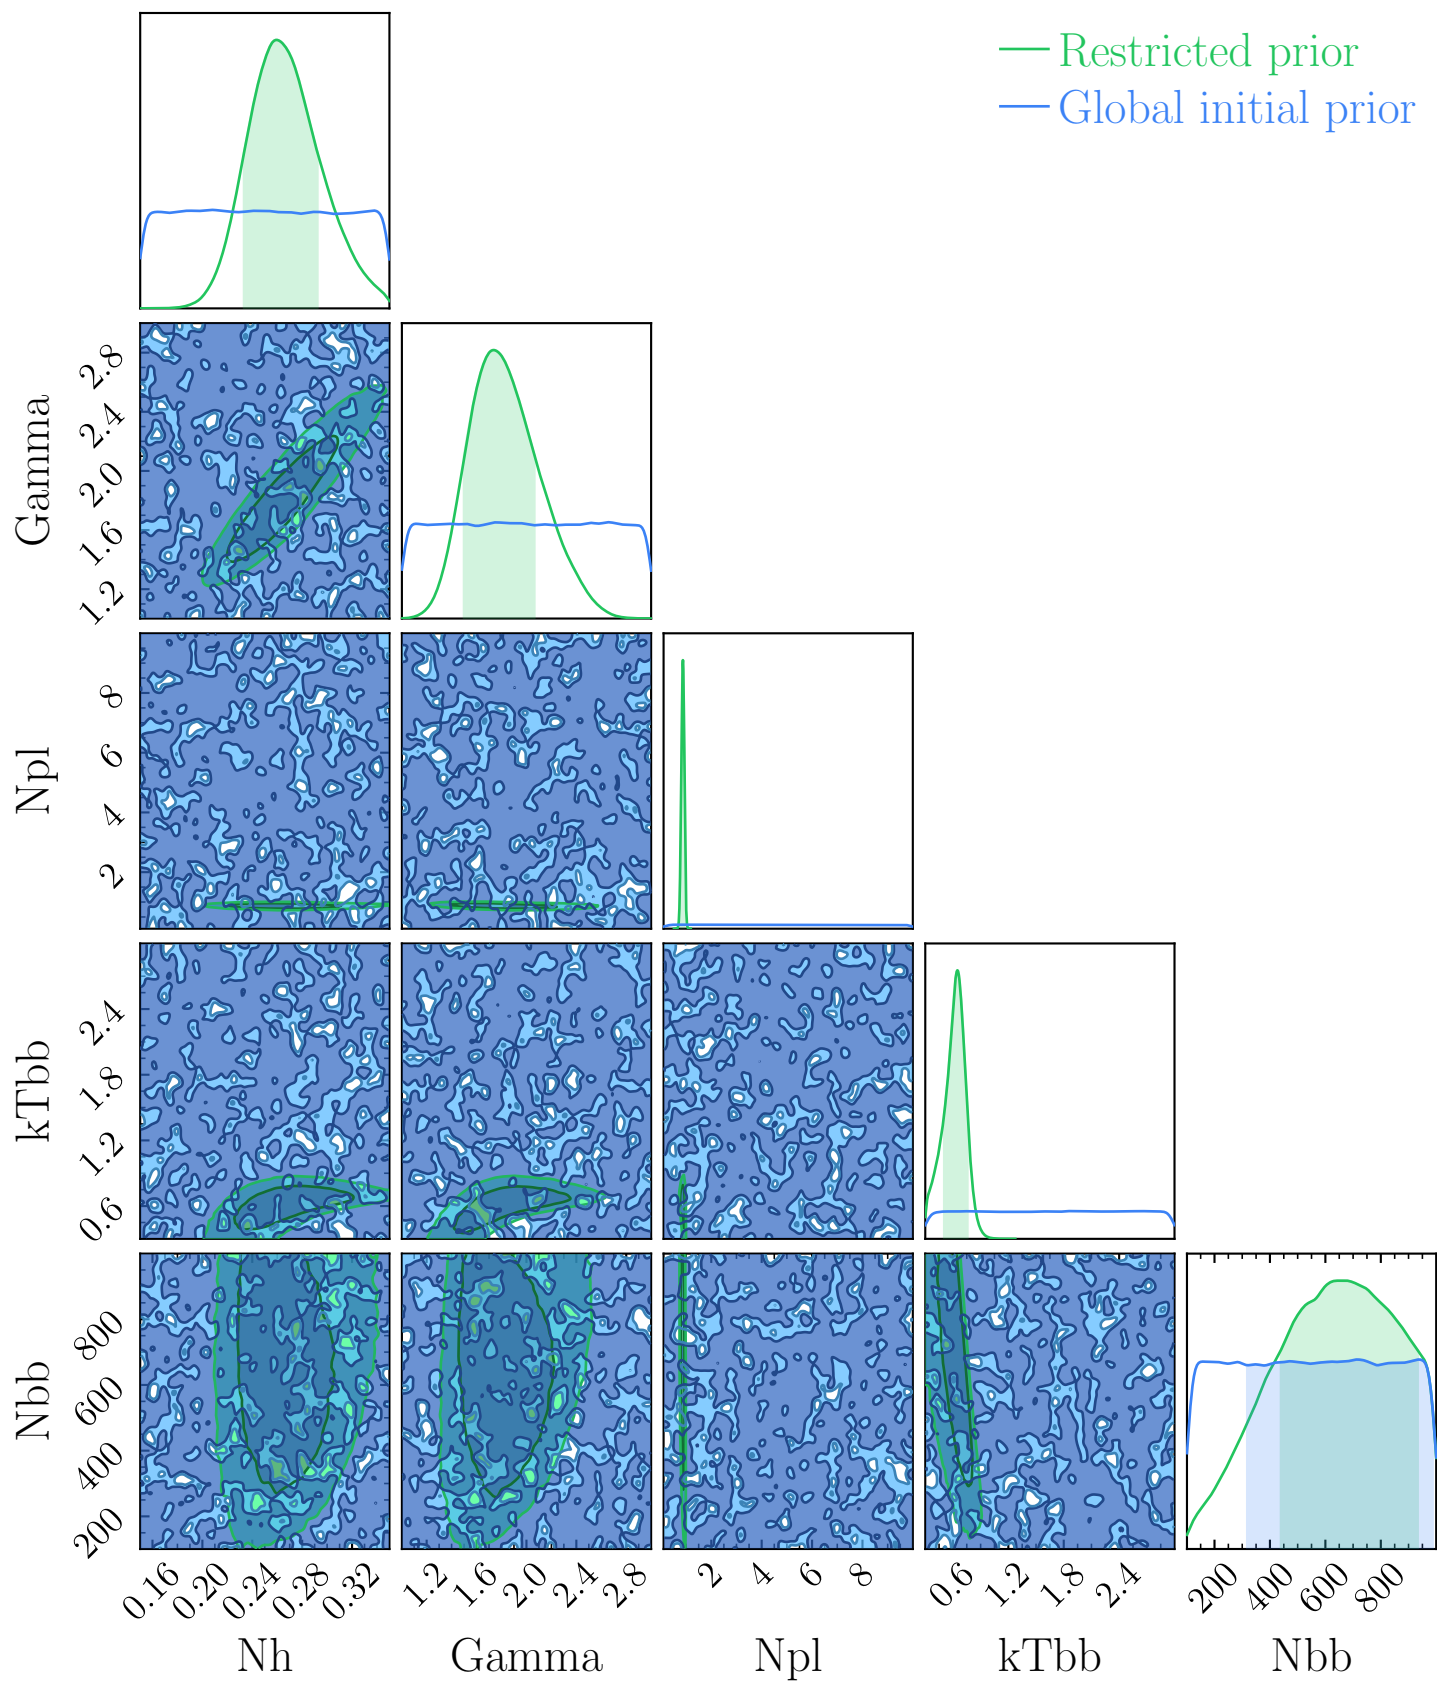 Restricted prior
Global initial prior
Gamma
2.8
2.4
2.0
1.6
1.2
Npl
8
6
4
2
kTbb
2.4
1.8
1.2
0.6
Nbb
800
600
400
200
0.16 0.20 0.24 0.28 0.32
1.2 1.6 2.0 2.4 2.8
2 4 6 8
0.6 1.2 1.8 2.4
200 400 600 800
Nh Gamma Npl kTbb Nbb